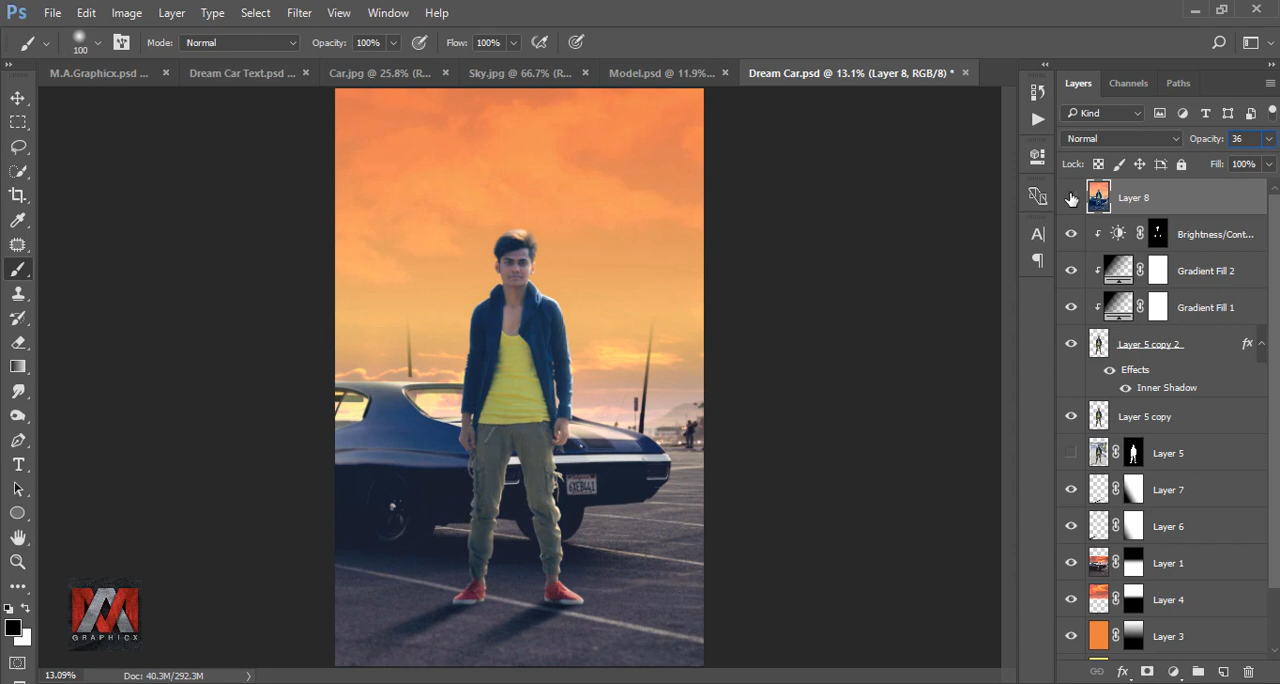 Ps File Edit Image Layer Type Select Filter View Window Help
100 Mode: Normal Opacity: 100% Flow: 100%
M.A.Graphicx.psd ... × Dream Car Text.psd ... × Car.jpg @ 25.8% (R... × Sky.jpg @ 66.7% (R... × Model.psd @ 11.9%... × Dream Car.psd @ 13.1% (Layer 8, RGB/8) * ×
Layers Channels Paths
Kind
Normal Opacity: 36
Lock: Fill: 100%
Layer 8
Brightness/Cont...
Gradient Fill 2
Gradient Fill 1
Layer 5 copy 2 fx
Effects
Inner Shadow
Layer 5 copy
Layer 5
Layer 7
Layer 6
Layer 1
Layer 4
Layer 3
GRAPHICX
13.09% Doc: 40.3M/292.3M